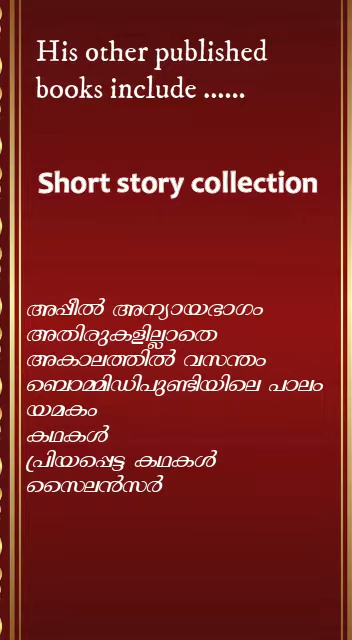 His other published
books include ......
Short story collection
അപ്പീൽ അന്യായഭാഗം
അതിരുകളില്ലാതെ
അകാലത്തിൽ വസന്തം
ബൊമ്മിഡിപൂണ്ടിയിലെ പാലം
യമകം
കഥകൾ
പ്രിയപ്പെട്ട കഥകൾ
സൈലൻസർ